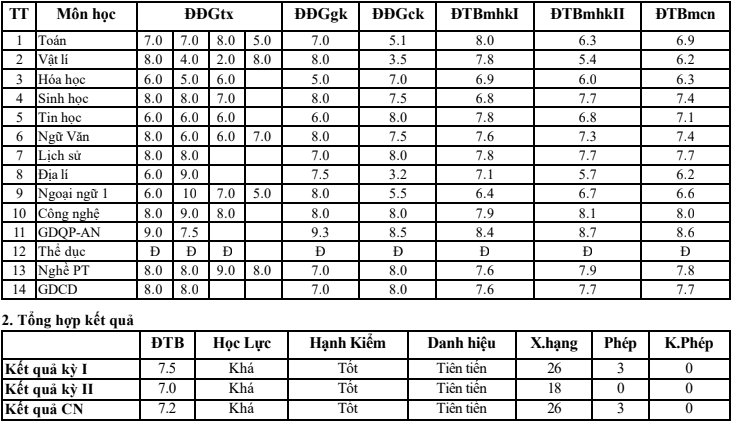 TT Môn học ĐĐGtx ĐĐGgk ĐĐGck ĐTBmhkI ĐTBmhkII ĐTBmcn
1 Toán 7.0 7.0 8.0 5.0 7.0 5.1 8.0 6.3 6.9
2 Vật lí 8.0 4.0 2.0 8.0 8.0 3.5 7.8 5.4 6.2
3 Hóa học 6.0 5.0 6.0 5.0 7.0 6.9 6.0 6.3
4 Sinh học 8.0 8.0 7.0 8.0 7.5 6.8 7.7 7.4
5 Tin học 6.0 6.0 6.0 6.0 8.0 7.8 6.8 7.1
6 Ngữ Văn 8.0 6.0 6.0 7.0 8.0 7.5 7.6 7.3 7.4
7 Lịch sử 8.0 8.0 7.0 8.0 7.8 7.7 7.7
8 Địa lí 6.0 9.0 7.5 3.2 7.1 5.7 6.2
9 Ngoại ngữ 1 6.0 10 7.0 5.0 8.0 5.5 6.4 6.7 6.6
10 Công nghệ 8.0 9.0 8.0 8.0 8.0 7.9 8.1 8.0
11 GDQP-AN 9.0 7.5 9.3 8.5 8.4 8.7 8.6
12 Thể dục Đ Đ Đ Đ Đ Đ Đ Đ
13 Nghề PT 8.0 8.0 9.0 8.0 7.0 8.0 7.6 7.9 7.8
14 GDCD 8.0 8.0 7.0 8.0 7.6 7.7 7.7
2. Tổng hợp kết quả
ĐTB Học Lực Hạnh Kiểm Danh hiệu X.hạng Phép K.Phép
Kết quả kỳ I 7.5 Khá Tốt Tiên tiến 26 3 0
Kết quả kỳ II 7.0 Khá Tốt Tiên tiến 18 0 0
Kết quả CN 7.2 Khá Tốt Tiên tiến 26 3 0